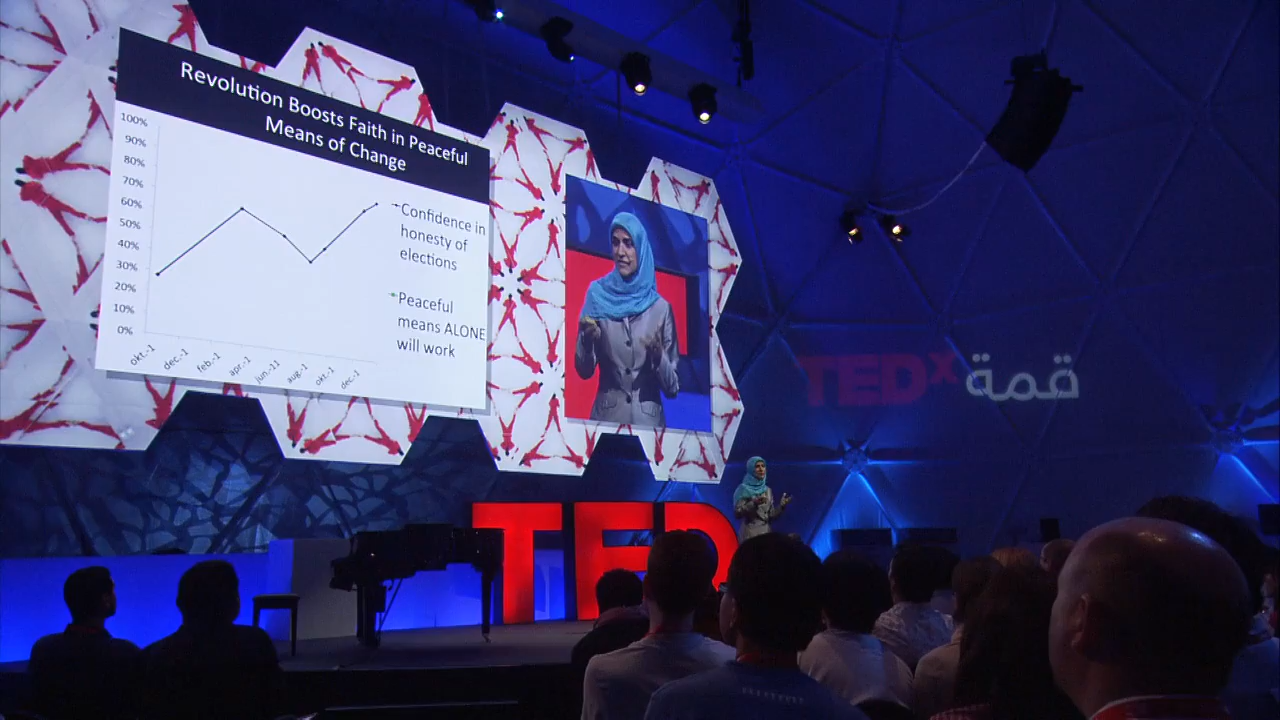 Revolution Boosts Faith in Peaceful
Means of Change
100%
90%
80%
70%
60%
50%
40%
30%
20%
10%
0%
okt.-1
dec.-1
feb.-1
apr.-1
jun.-11
aug.-1
okt.-1
dec.-1
Confidence in
honesty of
elections
Peaceful
means ALONE
will work
TEDx قمة
TED